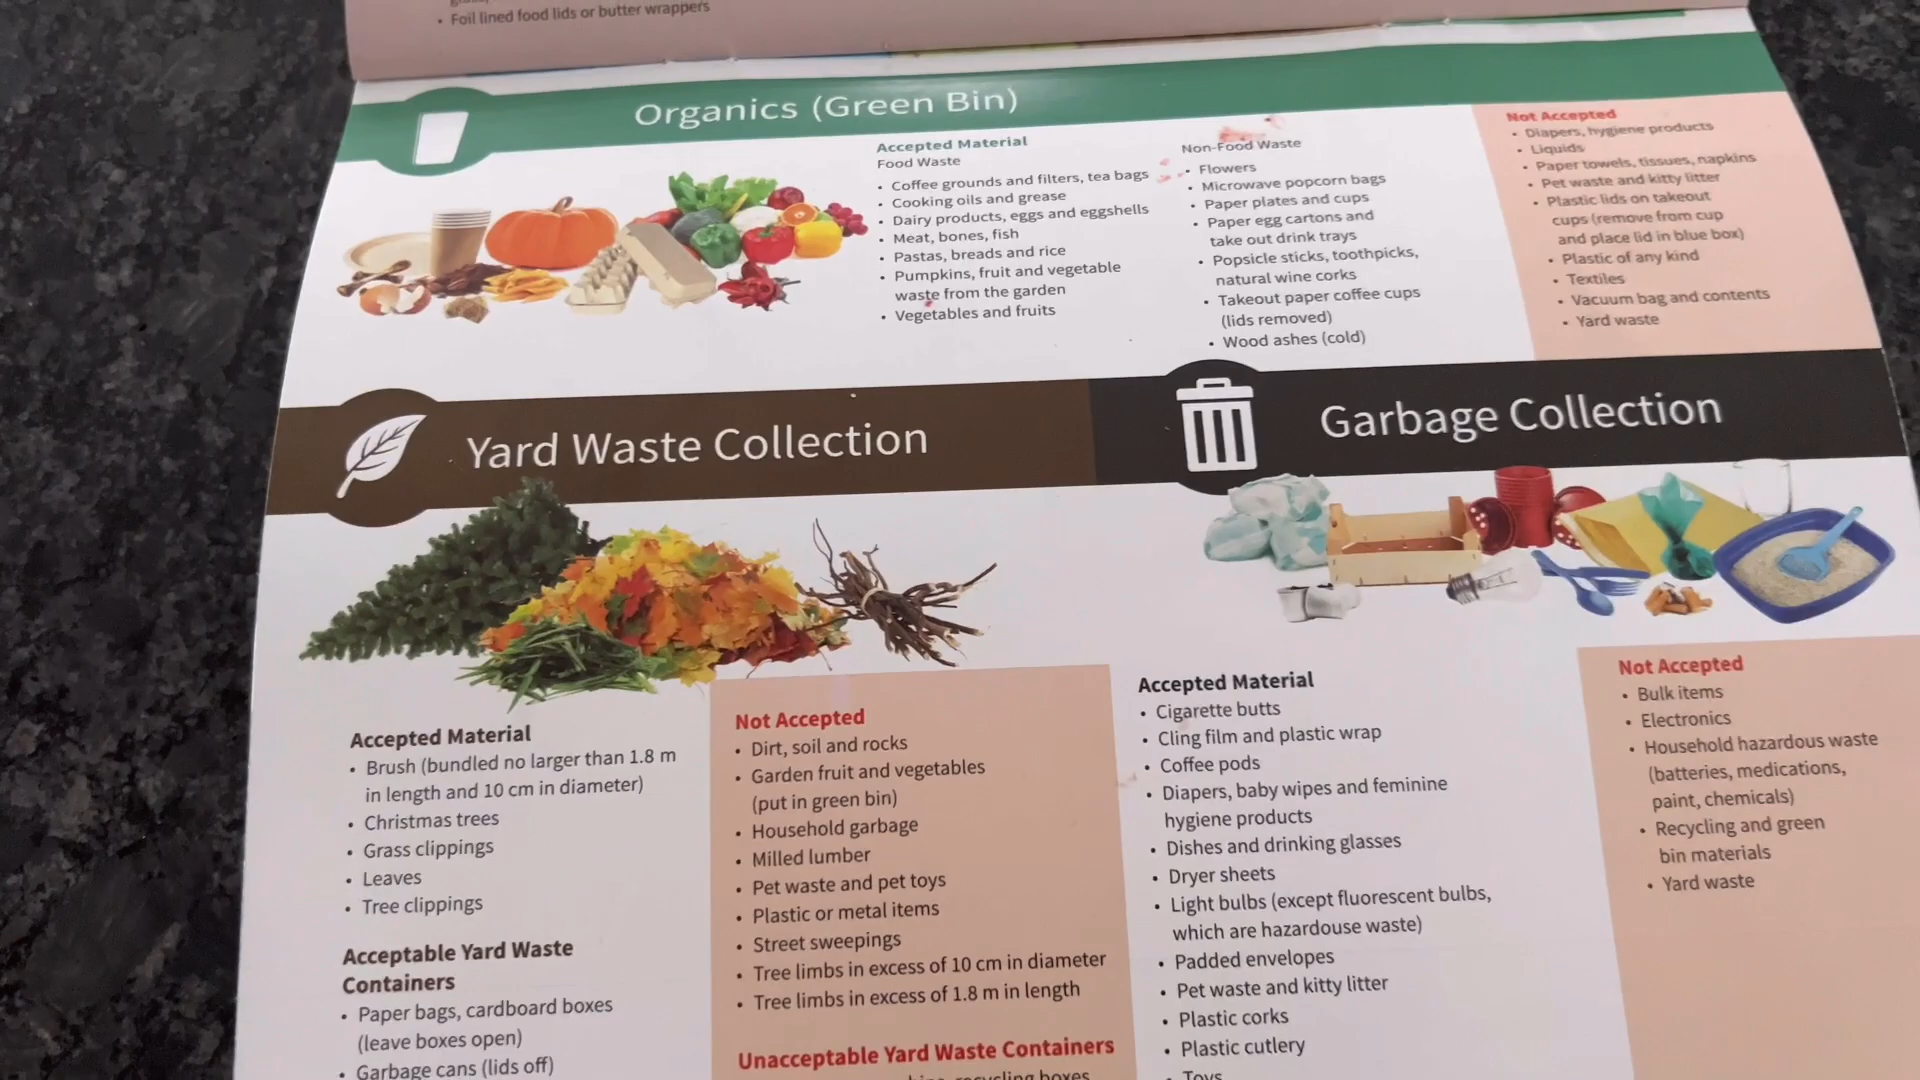 • Foil lined food lids or butter wrappers
Organics (Green Bin)
Accepted Material
Food Waste
• Coffee grounds and filters, tea bags
• Cooking oils and grease
• Dairy products, eggs and eggshells
• Meat, bones, fish
• Pastas, breads and rice
• Pumpkins, fruit and vegetable
waste from the garden
• Vegetables and fruits
Non-Food Waste
• Flowers
• Microwave popcorn bags
• Paper plates and cups
• Paper egg cartons and
take out drink trays
• Popsicle sticks, toothpicks,
natural wine corks
• Takeout paper coffee cups
(lids removed)
• Wood ashes (cold)
Not Accepted
• Diapers, hygiene products
• Liquids
• Paper towels, tissues, napkins
• Pet waste and kitty litter
• Plastic lids on takeout
cups (remove from cup
and place lid in blue box)
• Plastic of any kind
• Textiles
• Vacuum bag and contents
• Yard waste
Yard Waste Collection
Accepted Material
• Brush (bundled no larger than 1.8 m
in length and 10 cm in diameter)
• Christmas trees
• Grass clippings
• Leaves
• Tree clippings
Acceptable Yard Waste
Containers
• Paper bags, cardboard boxes
(leave boxes open)
• Garbage cans (lids off)
Not Accepted
• Dirt, soil and rocks
• Garden fruit and vegetables
(put in green bin)
• Household garbage
• Milled lumber
• Pet waste and pet toys
• Plastic or metal items
• Street sweepings
• Tree limbs in excess of 10 cm in diameter
• Tree limbs in excess of 1.8 m in length
Unacceptable Yard Waste Containers
recycling boxes
Garbage Collection
Accepted Material
• Cigarette butts
• Cling film and plastic wrap
• Coffee pods
• Diapers, baby wipes and feminine
hygiene products
• Dishes and drinking glasses
• Dryer sheets
• Light bulbs (except fluorescent bulbs,
which are hazardouse waste)
• Padded envelopes
• Pet waste and kitty litter
• Plastic corks
• Plastic cutlery
• Toys
Not Accepted
• Bulk items
• Electronics
• Household hazardous waste
(batteries, medications,
paint, chemicals)
• Recycling and green
bin materials
• Yard waste